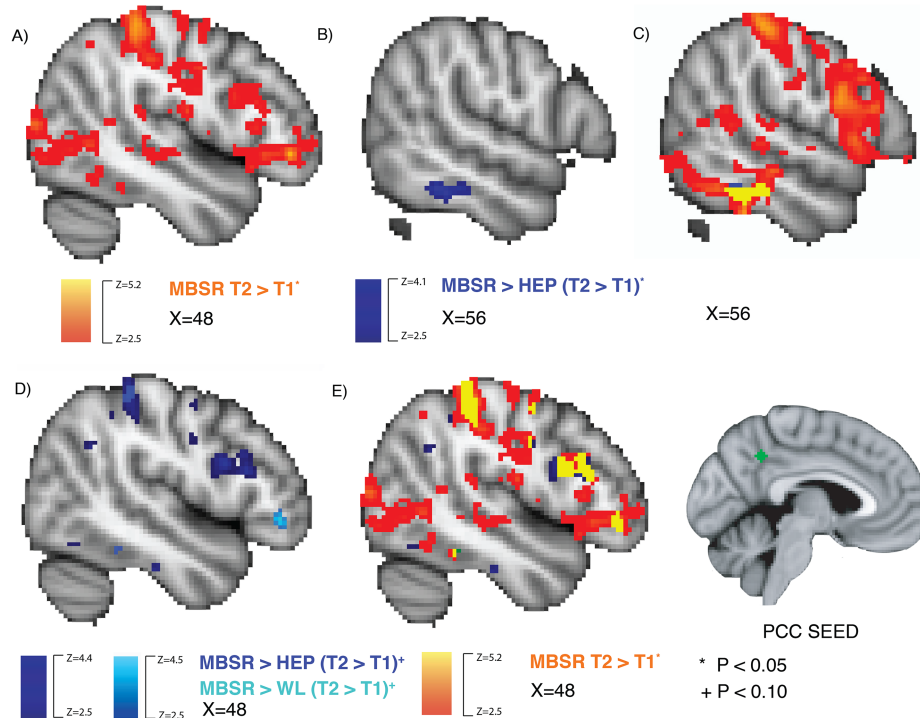 A)
B)
C)
Z=5.2
MBSR T2 > T1*
X=48
Z=2.5
Z=4.1
MBSR > HEP (T2 > T1)*
X=56
Z=2.5
X=56
D)
E)
PCC SEED
Z=4.4
Z=2.5
Z=4.5
Z=2.5
MBSR > HEP (T2 > T1)+
MBSR > WL (T2 > T1)+
X=48
Z=5.2
MBSR T2 > T1*
X=48
Z=2.5
* P < 0.05
+ P < 0.10